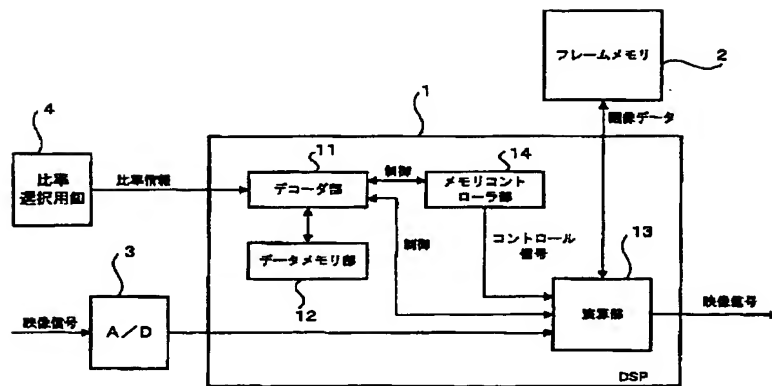 フレームメモリ
2
4
1
画像データ
11
14
比率
選択用釦
比率情報
デコーダ部
制御
メモリコント
ローラ部
制御
コントロール
信号
13
データメモリ部
12
3
映像信号
A/D
演算部
映像信号
DSP